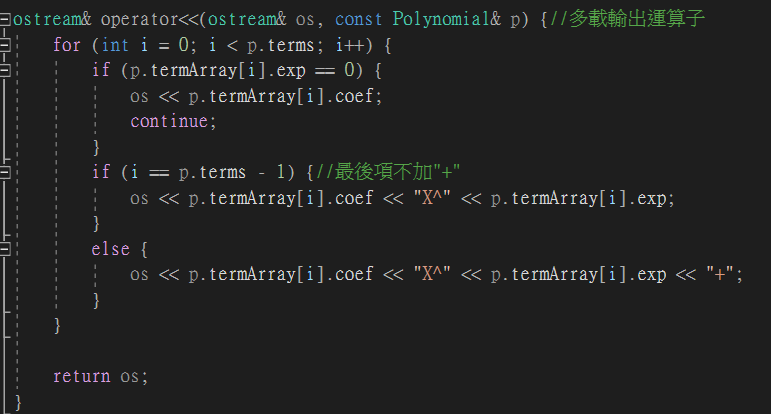 ostream& operator<<(ostream& os, const Polynomial& p) {//多載輸出運算子
    for (int i = 0; i < p.terms; i++) {
        if (p.termArray[i].exp == 0) {
            os << p.termArray[i].coef;
            continue;
        }
        if (i == p.terms - 1) {//最後項不加"+"
            os << p.termArray[i].coef << "X^" << p.termArray[i].exp;
        }
        else {
            os << p.termArray[i].coef << "X^" << p.termArray[i].exp << "+";
        }
    }
    return os;
}